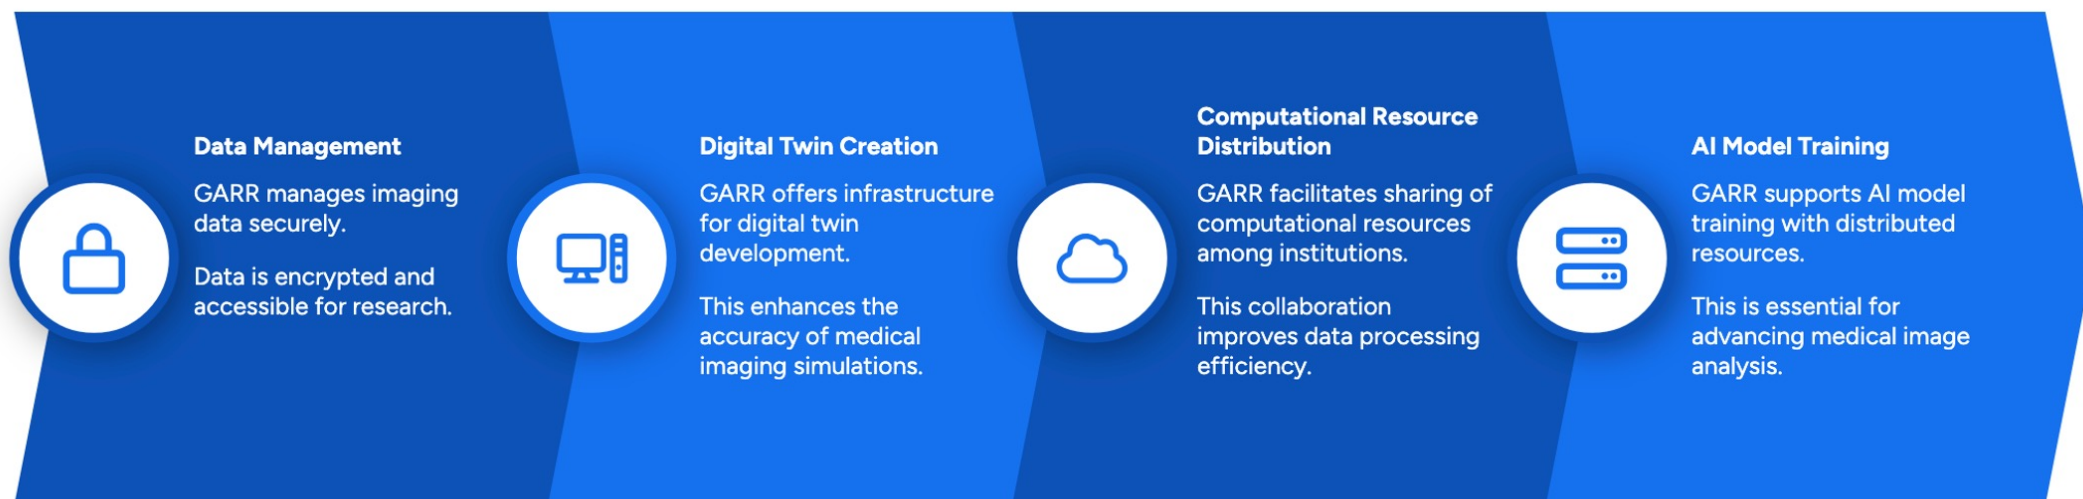 Data Management
GARR manages imaging
data securely.
Data is encrypted and
accessible for research.
Digital Twin Creation
GARR offers infrastructure
for digital twin
development.
This enhances the
accuracy of medical
imaging simulations.
Computational Resource
Distribution
GARR facilitates sharing of
computational resources
among institutions.
This collaboration
improves data processing
efficiency.
AI Model Training
GARR supports AI model
training with distributed
resources.
This is essential for
advancing medical image
analysis.